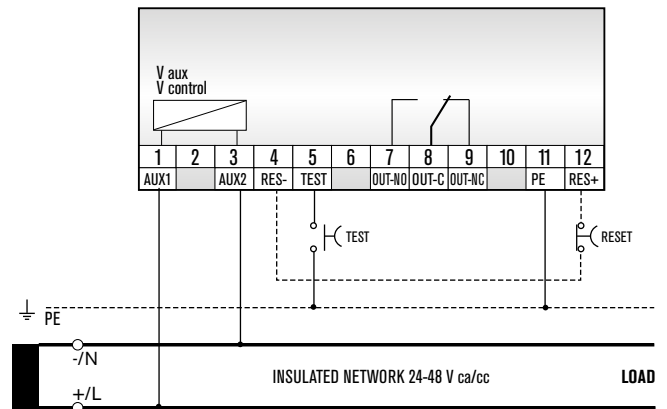 V aux
V control
1 2 3 4 5 6 7 8 9 10 11 12
AUX1 AUX2 RES- TEST OUT-NO OUT-C OUT-NC PE RES+
TEST
RESET
PE
-/N
INSULATED NETWORK 24-48 V ca/cc
LOAD
+/L